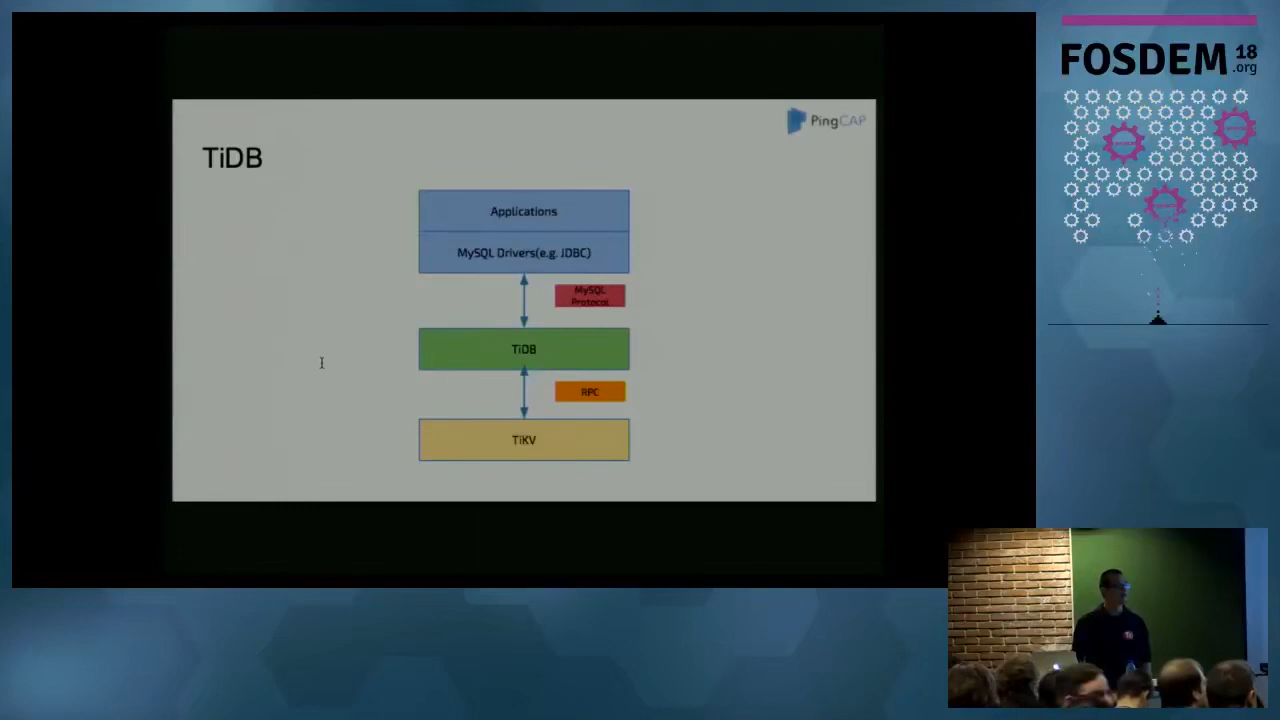 PingCAP
TiDB
Applications
MySQL Drivers(e.g. JDBC)
MySQL
Protocol
TiDB
RPC
TiKV
FOSDEM 18
.org